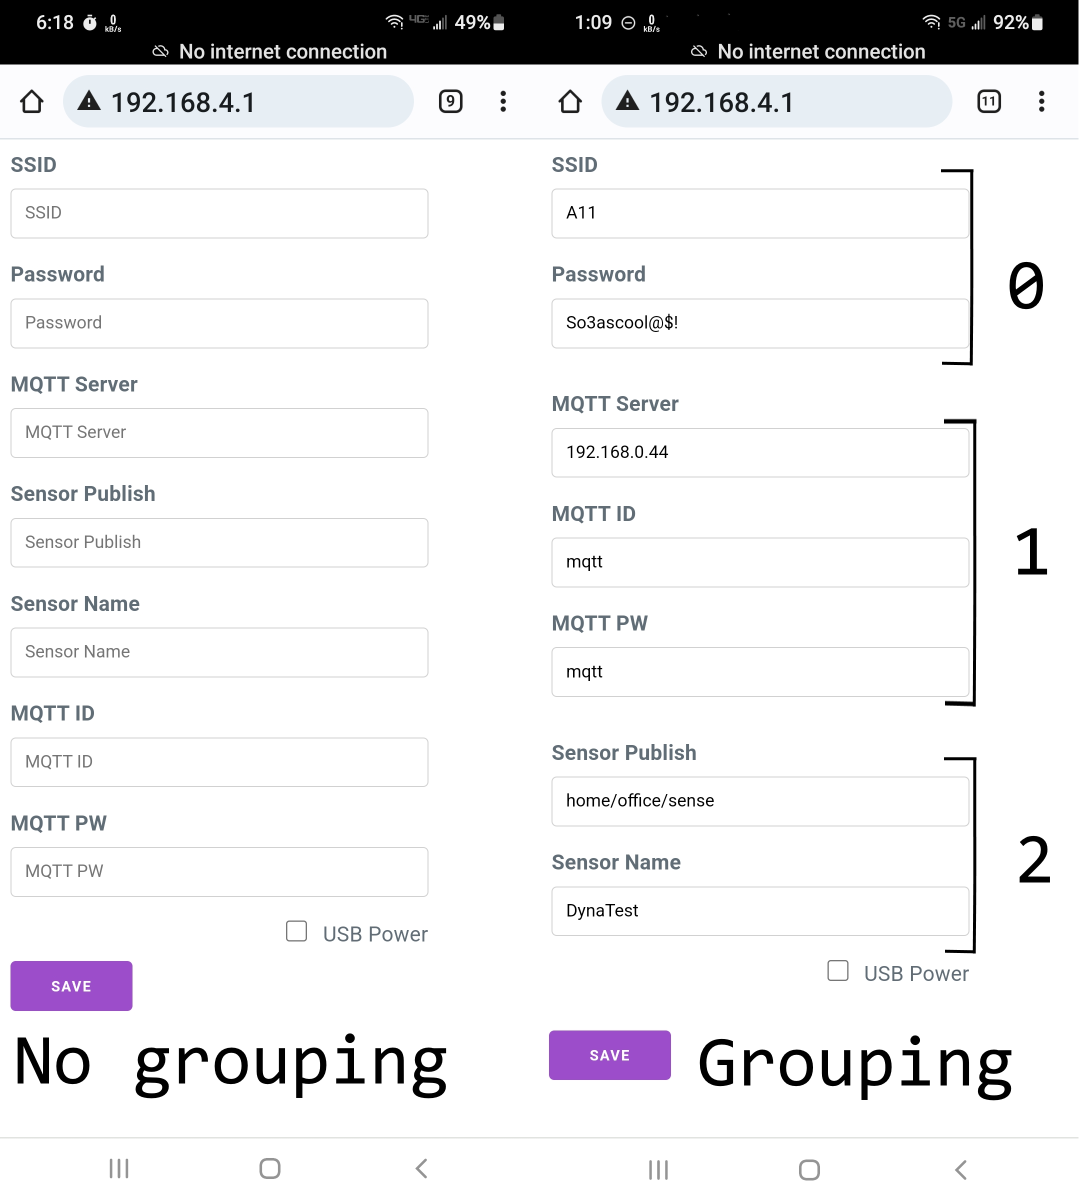 6:18 0 kB/s 4GE 49%
No internet connection
192.168.4.1 9
SSID
SSID
Password
Password
MQTT Server
MQTT Server
Sensor Publish
Sensor Publish
Sensor Name
Sensor Name
MQTT ID
MQTT ID
MQTT PW
MQTT PW
USB Power
SAVE
No grouping
1:09 0 kB/s 5G 92%
No internet connection
192.168.4.1 11
SSID
A11
Password
So3ascool@$!
0
MQTT Server
192.168.0.44
MQTT ID
mqtt
MQTT PW
mqtt
1
Sensor Publish
home/office/sense
Sensor Name
DynaTest
2
USB Power
SAVE
Grouping